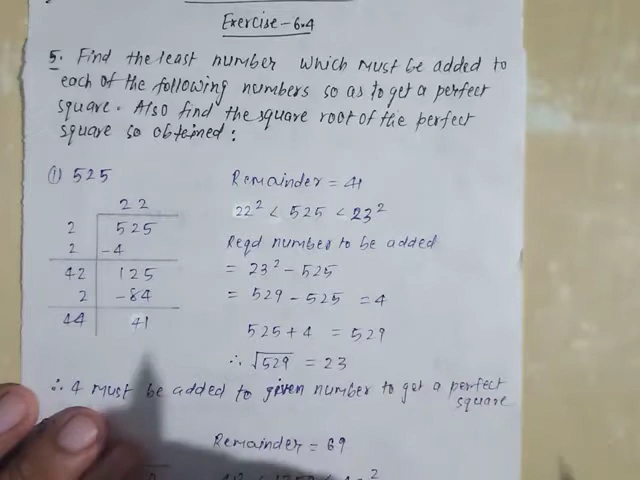 Exercise-6.4
5. Find the least number which must be added to
each of the following numbers so as to get a perfect
square. Also find the square root of the perfect
square so obtained:
(i) 525
2 2
2 525
2 -4
42 125
2 -84
44 41
Remainder = 41
22² < 525 < 23²
Reqd number to be added
= 23² - 525
= 529 - 525 = 4
525 + 4 = 529
∴ √529 = 23
∴ 4 must be added to given number to get a perfect
square
Remainder = 69